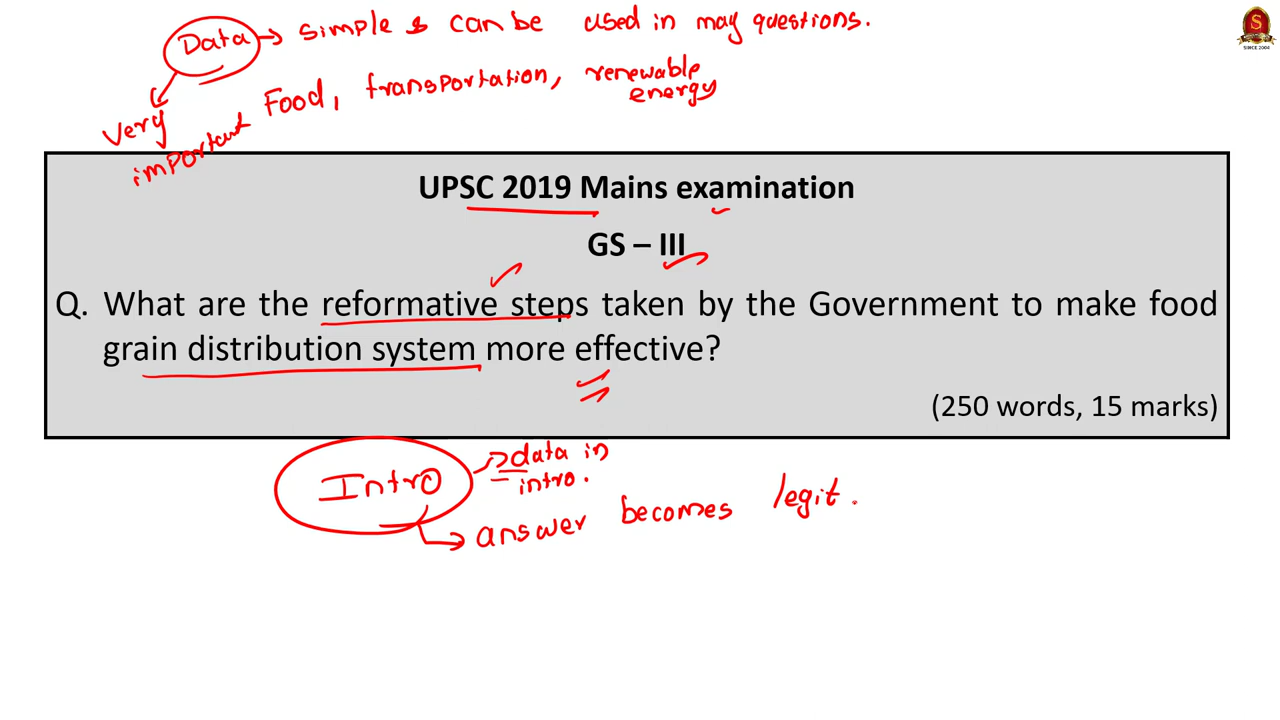 Data → simple & can be used in may questions.
Food, transportation, renewable energy
Very important
S
SINCE 2004
UPSC 2019 Mains examination
GS – III
Q. What are the reformative steps taken by the Government to make food
grain distribution system more effective?
(250 words, 15 marks)
Intro
data in
intro.
answer becomes legit.